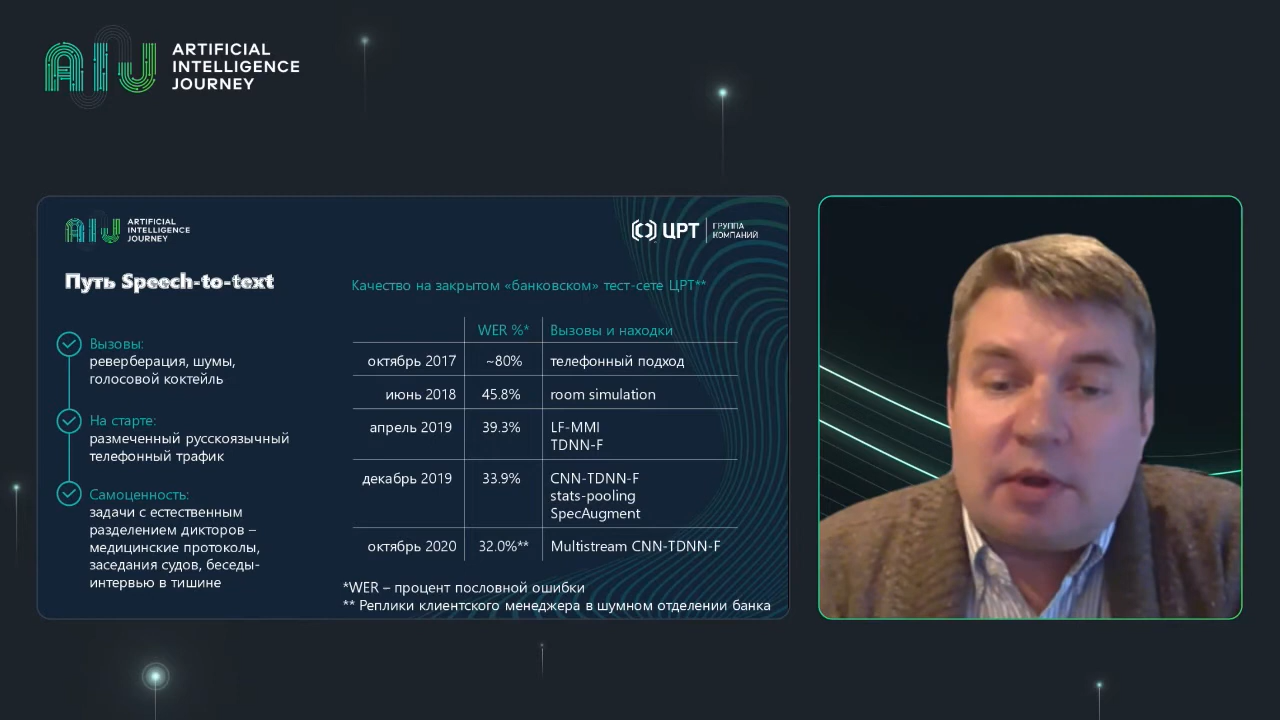 ARTIFICIAL
INTELLIGENCE
JOURNEY
ARTIFICIAL
INTELLIGENCE
JOURNEY
ЦРТ ГРУППА
КОМПАНИЙ
Путь Speech-to-text
Вызовы:
реверберация, шумы,
голосовой коктейль
На старте:
размеченный русскоязычный
телефонный трафик
Самоценность:
задачи с естественным
разделением дикторов –
медицинские протоколы,
заседания судов, беседы-
интервью в тишине
Качество на закрытом «банковском» тест-сете ЦРТ**
WER %* Вызовы и находки
октябрь 2017 ~80% телефонный подход
июнь 2018 45.8% room simulation
апрель 2019 39.3% LF-MMI
TDNN-F
декабрь 2019 33.9% CNN-TDNN-F
stats-pooling
SpecAugment
октябрь 2020 32.0%** Multistream CNN-TDNN-F
*WER – процент пословной ошибки
** Реплики клиентского менеджера в шумном отделении банка